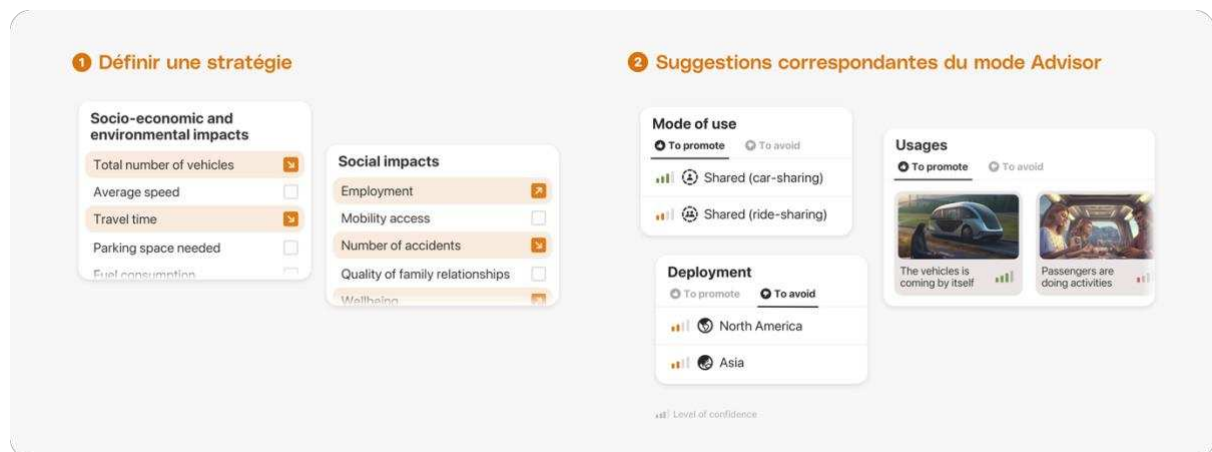 1 Définir une stratégie
Socio-economic and
environmental impacts
Total number of vehicles
Average speed
Travel time
Parking space needed
Fuel consumption
Social impacts
Employment
Mobility access
Number of accidents
Quality of family relationships
Wellbeing
2 Suggestions correspondantes du mode Advisor
Mode of use
To promote To avoid
Shared (car-sharing)
Shared (ride-sharing)
Deployment
To promote To avoid
North America
Asia
Level of confidence
Usages
To promote To avoid
The vehicles is
coming by itself
Passengers are
doing activities